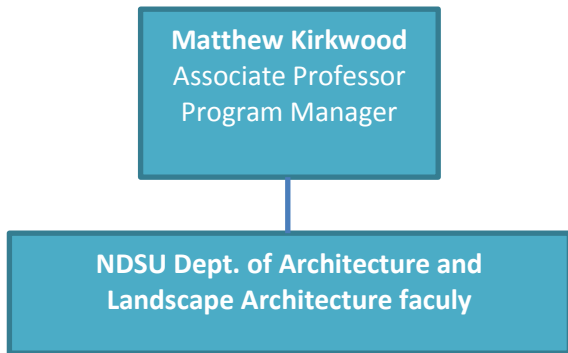 Matthew Kirkwood
Associate Professor
Program Manager
NDSU Dept. of Architecture and
Landscape Architecture faculy